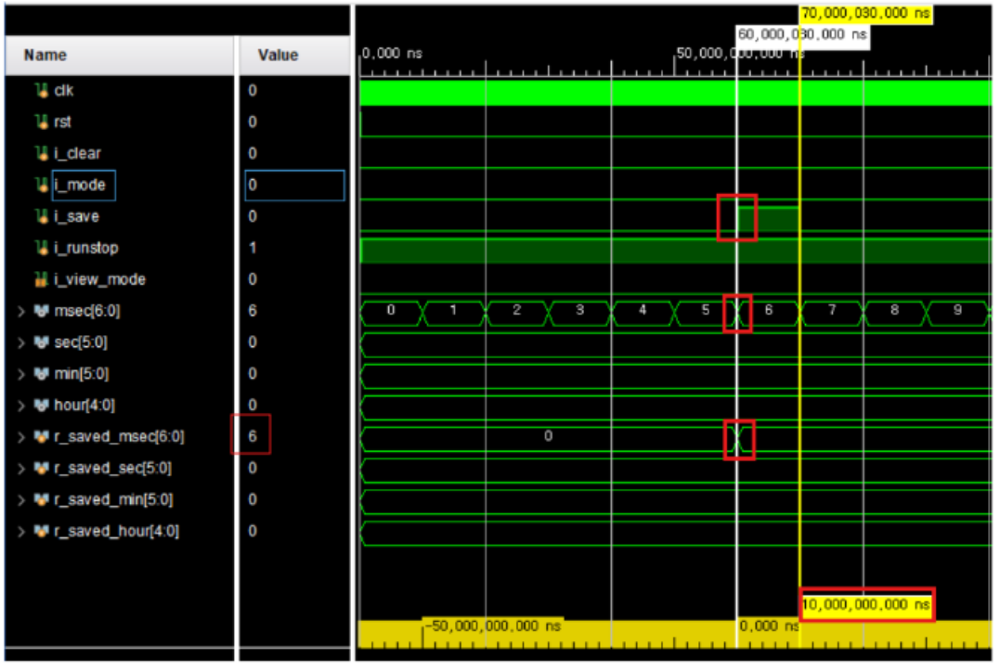 70,000,030.000 ns
60,000,030.000 ns
Name Value
0.000 ns 50,000,000.000 ns
clk 0
rst 0
i_clear 0
i_mode 0
i_save 0
i_runstop 1
i_view_mode 0
msec[6:0] 6 0 1 2 3 4 5 6 7 8 9
sec[5:0] 0
min[5:0] 0
hour[4:0] 0
r_saved_msec[6:0] 6 0
r_saved_sec[5:0] 0
r_saved_min[5:0] 0
r_saved_hour[4:0] 0
10,000,000.000 ns
-50,000,000.000 ns 0.000 ns